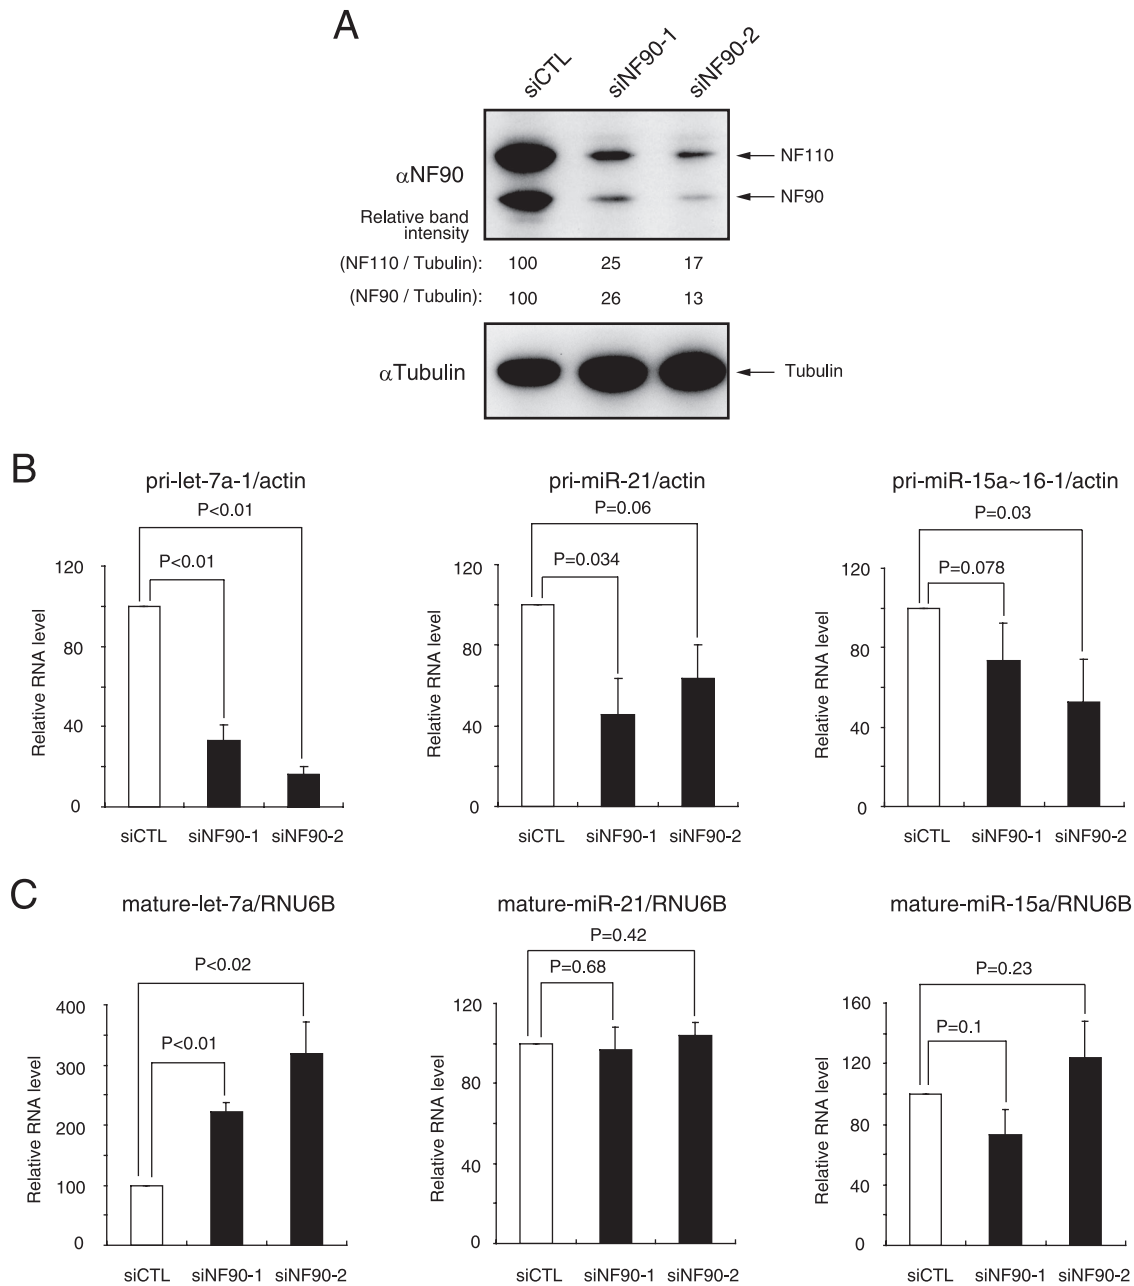 A
siCTL
siNF90-1
siNF90-2
αNF90
NF110
NF90
Relative band
intensity
(NF110 / Tubulin): 100 25 17
(NF90 / Tubulin): 100 26 13
αTubulin
Tubulin
B
pri-let-7a-1/actin
P<0.01
P<0.01
Relative RNA level
120
80
40
0
siCTL siNF90-1 siNF90-2
pri-miR-21/actin
P=0.06
P=0.034
Relative RNA level
120
80
40
0
siCTL siNF90-1 siNF90-2
pri-miR-15a~16-1/actin
P=0.03
P=0.078
Relative RNA level
120
80
40
0
siCTL siNF90-1 siNF90-2
C
mature-let-7a/RNU6B
P<0.02
P<0.01
Relative RNA level
400
300
200
100
0
siCTL siNF90-1 siNF90-2
mature-miR-21/RNU6B
P=0.42
P=0.68
Relative RNA level
120
80
40
0
siCTL siNF90-1 siNF90-2
mature-miR-15a/RNU6B
P=0.23
P=0.1
Relative RNA level
160
120
80
40
0
siCTL siNF90-1 siNF90-2